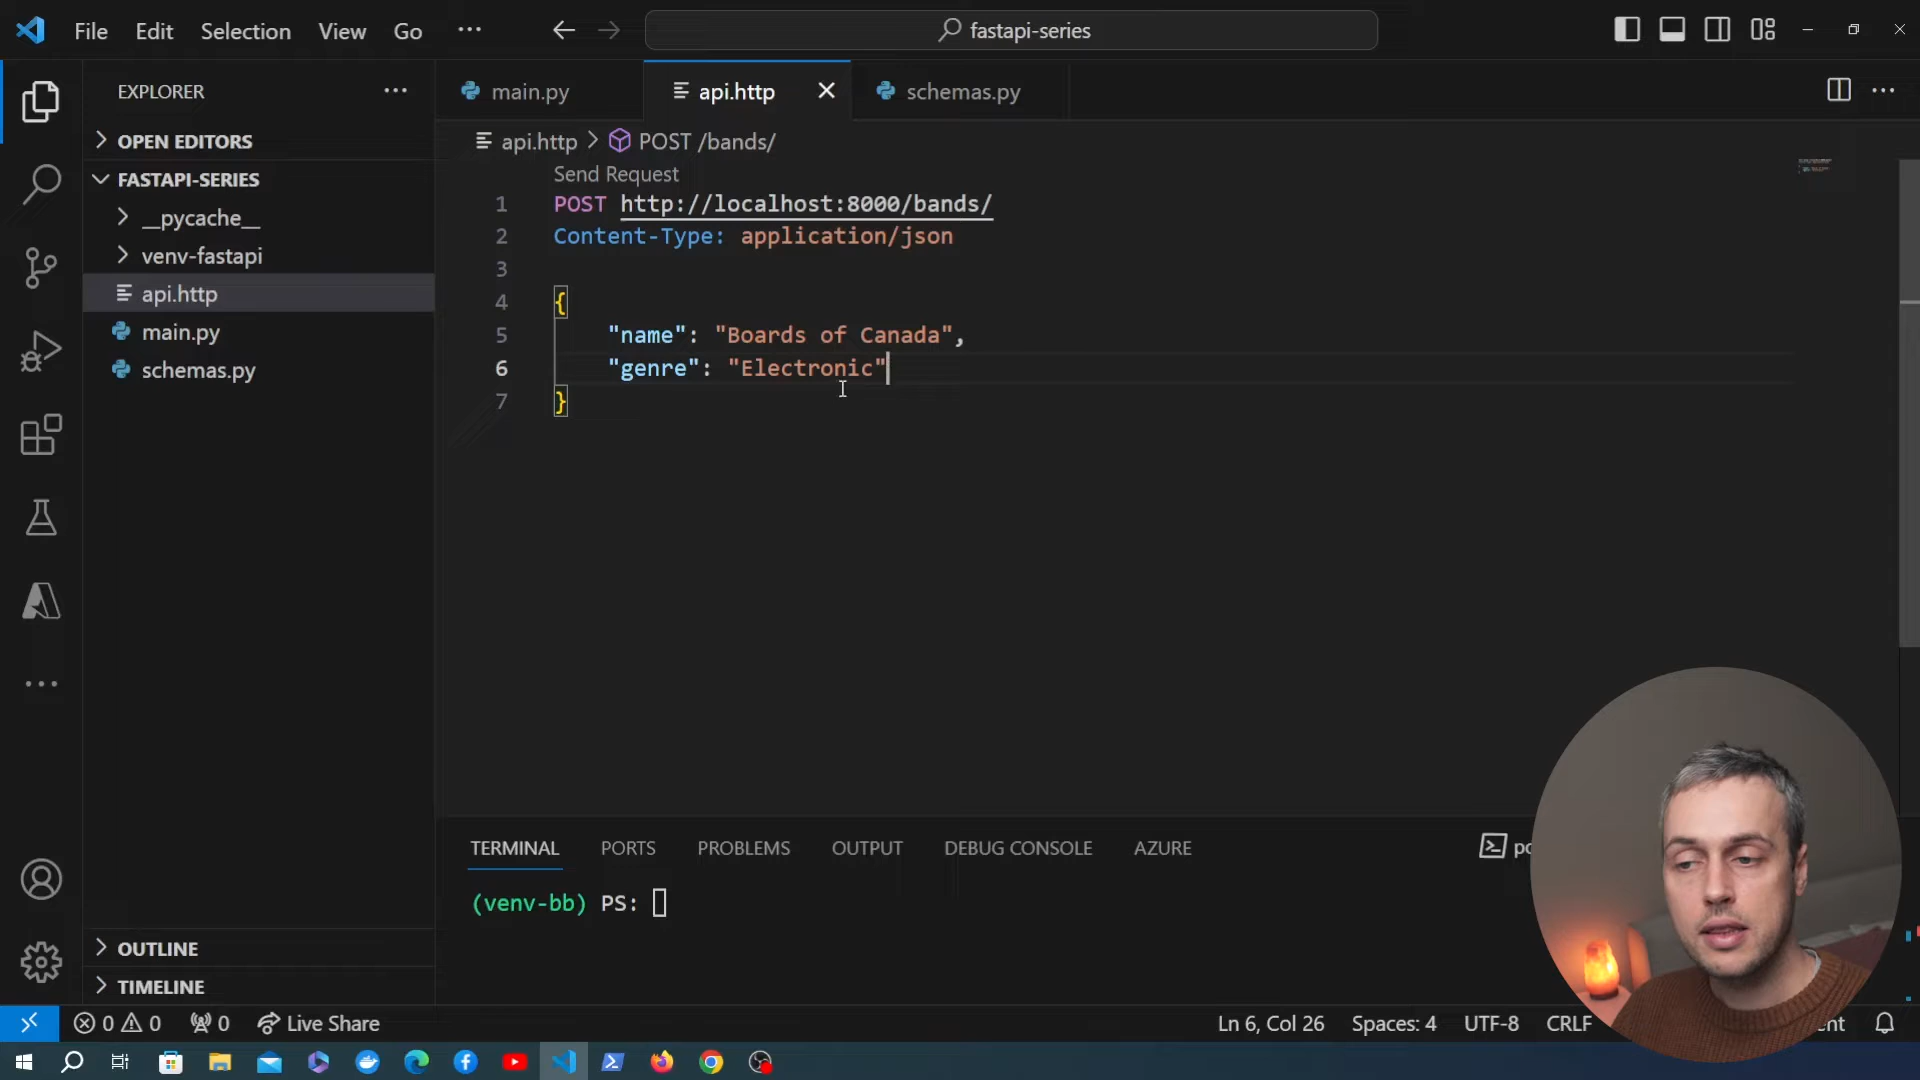 File Edit Selection View Go ···
fastapi-series
EXPLORER
OPEN EDITORS
FASTAPI-SERIES
__pycache__
venv-fastapi
api.http
main.py
schemas.py
OUTLINE
TIMELINE
main.py
api.http
schemas.py
api.http > POST /bands/
Send Request
1 POST http://localhost:8000/bands/
2 Content-Type: application/json
3
4 {
5 "name": "Boards of Canada",
6 "genre": "Electronic"
7 }
TERMINAL PORTS PROBLEMS OUTPUT DEBUG CONSOLE AZURE
(venv-bb) PS:
0 0 0 Live Share Ln 6, Col 26 Spaces: 4 UTF-8 CRLF